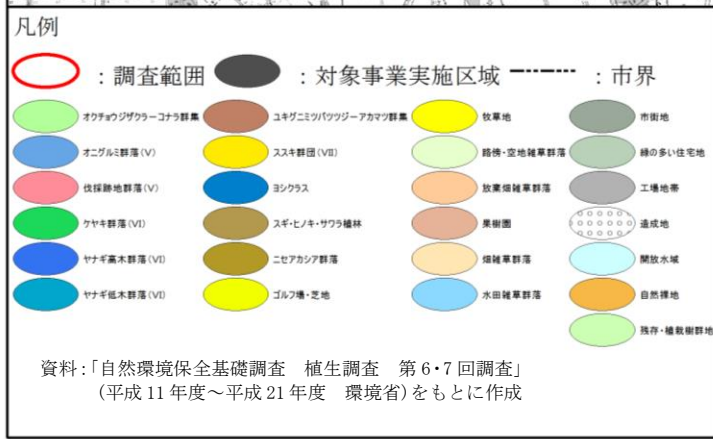 凡例
：調査範囲 ：対象事業実施区域 ：市界
オクチョウジザクラーコナラ群集 ユキグニミツバツツジーアカマツ群集 牧草地 市街地
オニグルミ群落(V) ススキ群団(VII) 路傍・空地雑草群落 緑の多い住宅地
伐採跡地群落(V) ヨシクラス 放棄畑雑草群落 工場地帯
ケヤキ群落(VI) スギ・ヒノキ・サワラ植林 果樹園 造成地
ヤナギ高木群落(VI) ニセアカシア群落 畑雑草群落 開放水域
ヤナギ低木群落(VI) ゴルフ場・芝地 水田雑草群落 自然裸地
残存・植栽樹群地
資料：「自然環境保全基礎調査　植生調査　第6・7回調査」
(平成11年度～平成21年度　環境省)をもとに作成